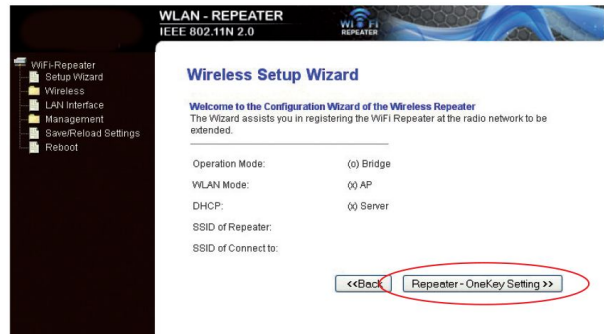 WLAN - REPEATER
IEEE 802.11N 2.0
WI FI
REPEATER
WiFi-Repeater
Setup Wizard
Wireless
LAN Interface
Management
Save/Reload Settings
Reboot
Wireless Setup Wizard
Welcome to the Configuration Wizard of the Wireless Repeater
The Wizard assists you in registering the WiFi Repeater at the radio network to be
extended.
Operation Mode: (o) Bridge
WLAN Mode: (x) AP
DHCP: (x) Server
SSID of Repeater:
SSID of Connect to:
<<Back Repeater - OneKey Setting >>